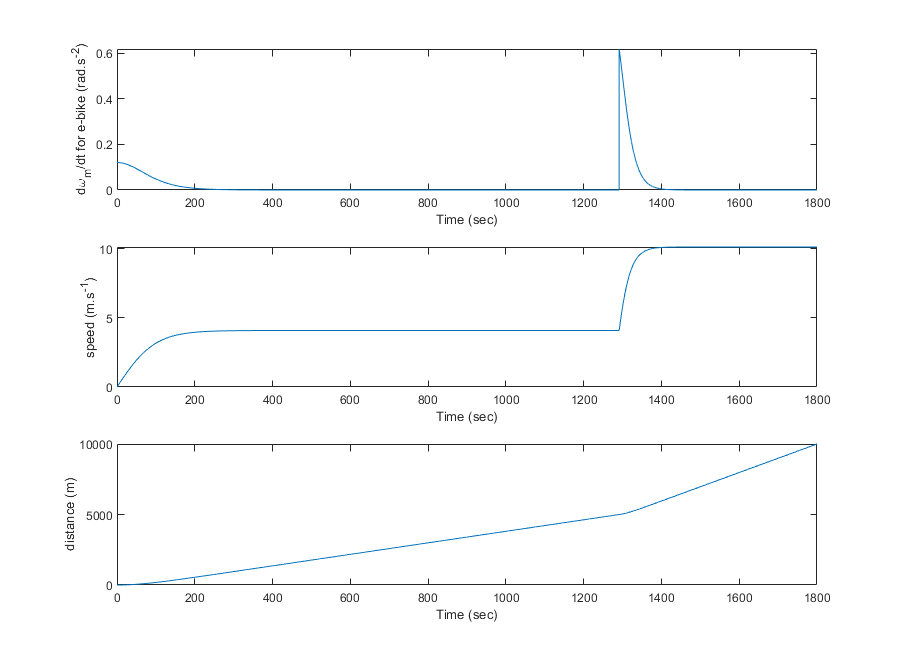 dω_m/dt for e-bike (rad.s^-2)
0.6
0.4
0.2
0
0 200 400 600 800 1000 1200 1400 1600 1800
Time (sec)
speed (m.s^-1)
10
5
0
0 200 400 600 800 1000 1200 1400 1600 1800
Time (sec)
distance (m)
10000
5000
0
0 200 400 600 800 1000 1200 1400 1600 1800
Time (sec)